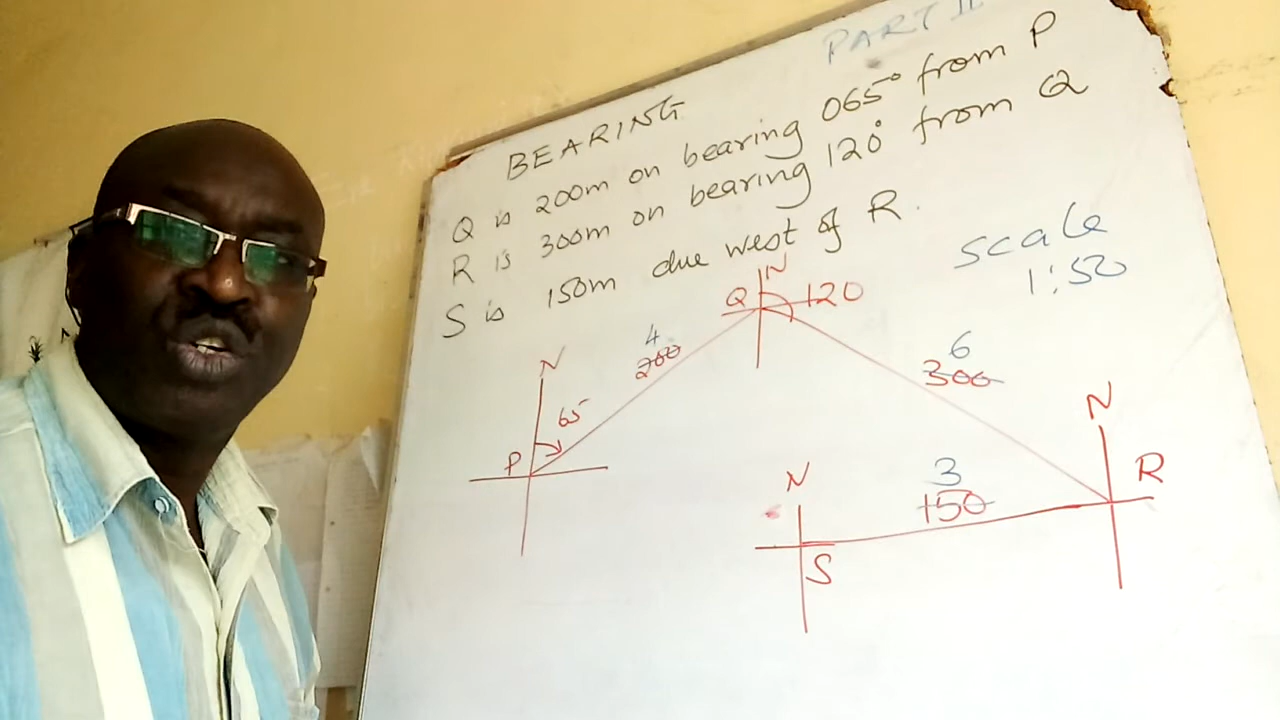 PART II
BEARING
Q is 200m on bearing 065° from P
R is 300m on bearing 120° from Q
S is 150m due west of R.
scale
1:50
N
Q 120
4
200
6
300
N
65
P
N
R
N
3
150
S